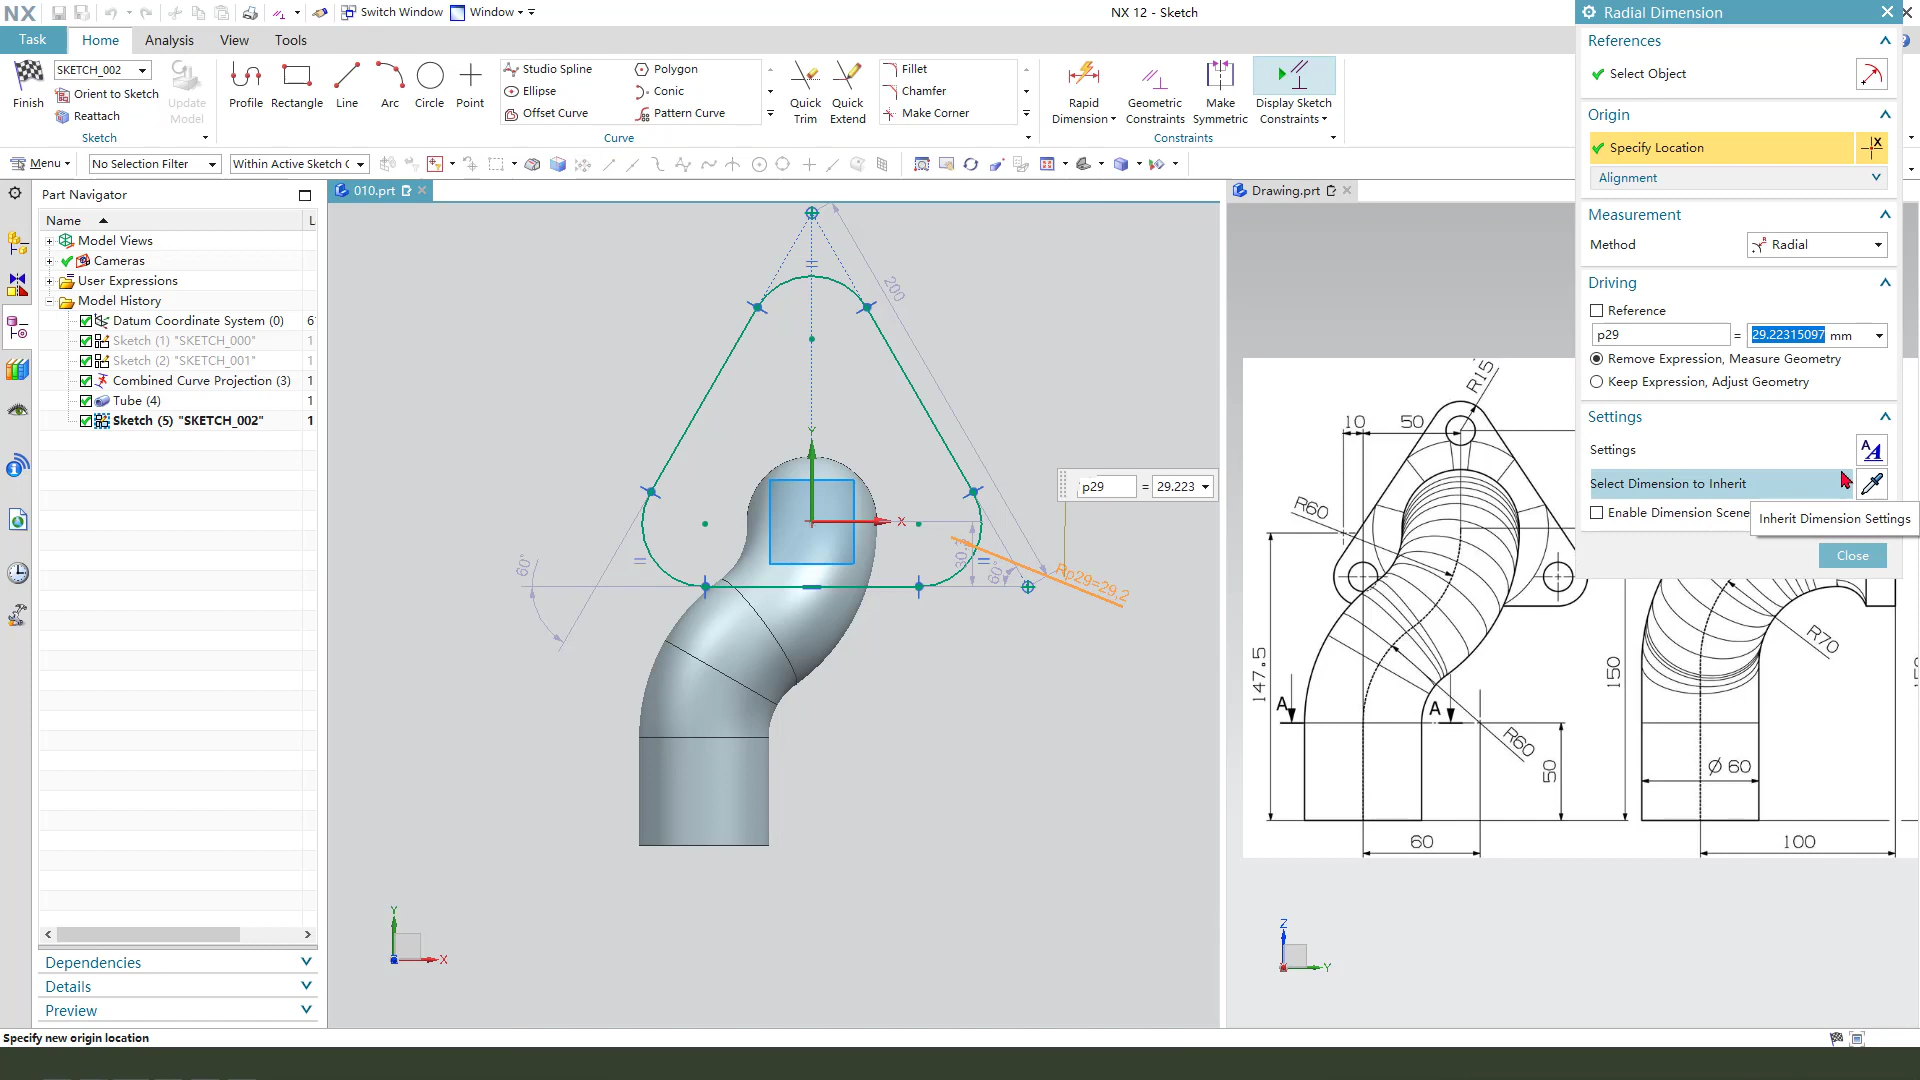 NX
Switch Window
Window
NX 12 - Sketch
Task
Home
Analysis
View
Tools
SKETCH_002
Orient to Sketch
Reattach
Finish
Update
Model
Profile
Rectangle
Line
Arc
Circle
Point
Studio Spline
Ellipse
Offset Curve
Polygon
Conic
Pattern Curve
Quick
Trim
Quick
Extend
Fillet
Chamfer
Make Corner
Rapid
Dimension
Geometric
Constraints
Make
Symmetric
Display Sketch
Constraints
Sketch
Curve
Constraints
Menu
No Selection Filter
Within Active Sketch
Part Navigator
Name
L
Model Views
Cameras
User Expressions
Model History
Datum Coordinate System (0)
6
Sketch (1) "SKETCH_000"
1
Sketch (2) "SKETCH_001"
1
Combined Curve Projection (3)
1
Tube (4)
1
Sketch (5) "SKETCH_002"
1
Dependencies
Details
Preview
010.prt
200
60°
30.
60°
Rp29=29,2
p29 = 29.223
Y
X
Y
X
Drawing.prt
R15
10
50
R60
147.5
A
A
R60
50
60
150
R70
Ø 60
100
Z
Y
Radial Dimension
References
Select Object
Origin
Specify Location
Alignment
Measurement
Method
Radial
Driving
Reference
p29 = 29.22315097 mm
Remove Expression, Measure Geometry
Keep Expression, Adjust Geometry
Settings
Settings
Select Dimension to Inherit
Enable Dimension Scene
Inherit Dimension Settings
Close
Specify new origin location